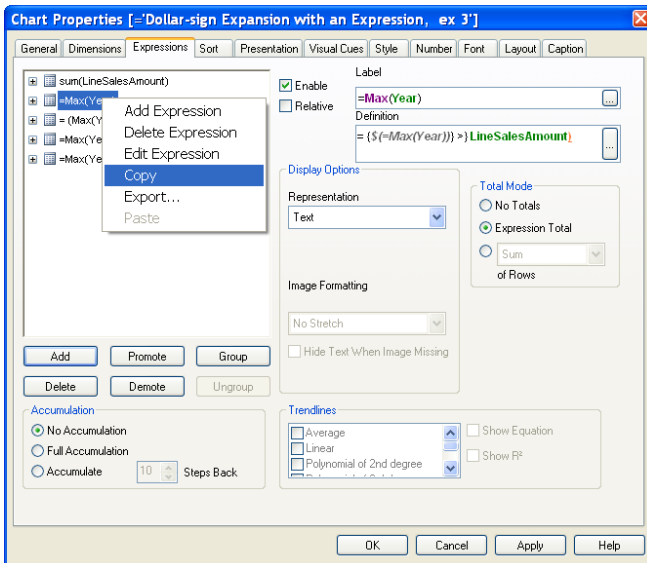 Chart Properties [='Dollar-sign Expansion with an Expression, ex 3']
General Dimensions Expressions Sort Presentation Visual Cues Style Number Font Layout Caption
sum(LineSalesAmount)
=Max(Year)
= (Max(Y
=Max(Ye
=Max(Ye
Add Expression
Delete Expression
Edit Expression
Copy
Export...
Paste
Enable
Relative
Label
=Max(Year)
...
Definition
= {$(=Max(Year))} >} LineSalesAmount)
...
Display Options
Representation
Text
Image Formatting
No Stretch
Hide Text When Image Missing
Total Mode
No Totals
Expression Total
Sum
of Rows
Add Promote Group
Delete Demote Ungroup
Accumulation
No Accumulation
Full Accumulation
Accumulate 10 Steps Back
Trendlines
Average
Linear
Polynomial of 2nd degree
Show Equation
Show R²
OK Cancel Apply Help